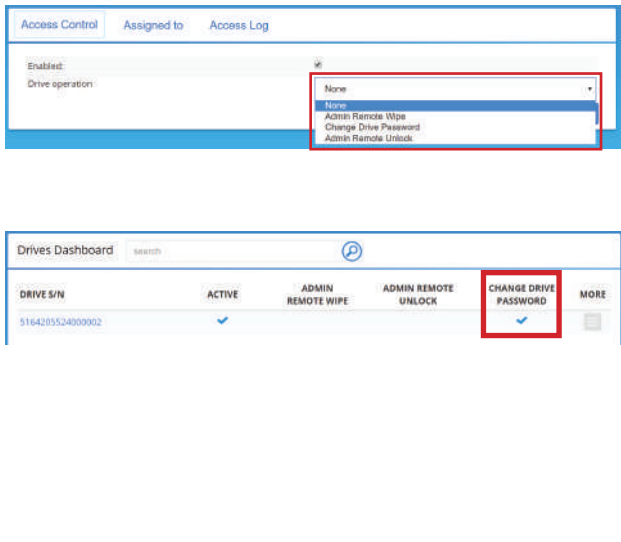 Access Control Assigned to Access Log
Enabled:
Drive operation None
None
Admin Remote Wipe
Change Drive Password
Admin Remote Unlock
Drives Dashboard search
DRIVE S/N ACTIVE ADMIN REMOTE WIPE ADMIN REMOTE UNLOCK CHANGE DRIVE PASSWORD MORE
5164205524000002